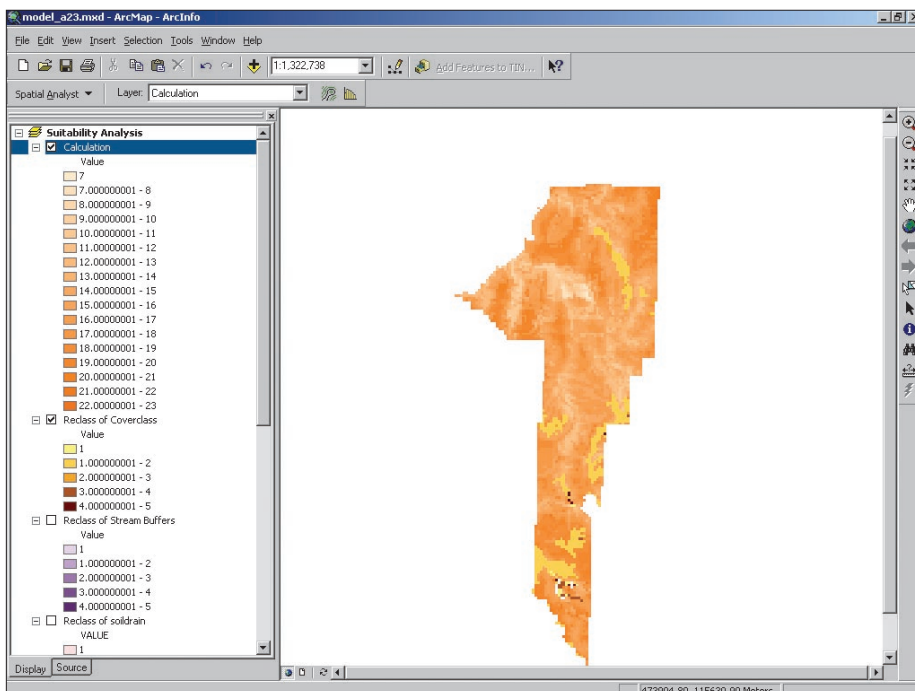 model_a23.mxd - ArcMap - ArcInfo
File Edit View Insert Selection Tools Window Help
1:1,322,738 Add Features to TIN...
Spatial Analyst Layer: Calculation
Suitability Analysis
Calculation
Value
7
7.000000001 - 8
8.000000001 - 9
9.000000001 - 10
10.00000001 - 11
11.00000001 - 12
12.00000001 - 13
13.00000001 - 14
14.00000001 - 15
15.00000001 - 16
16.00000001 - 17
17.00000001 - 18
18.00000001 - 19
19.00000001 - 20
20.00000001 - 21
21.00000001 - 22
22.00000001 - 23
Reclass of Coverclass
Value
1
1.000000001 - 2
2.000000001 - 3
3.000000001 - 4
4.000000001 - 5
Reclass of Stream Buffers
Value
1
1.000000001 - 2
2.000000001 - 3
3.000000001 - 4
4.000000001 - 5
Reclass of soildrain
VALUE
1
Display Source